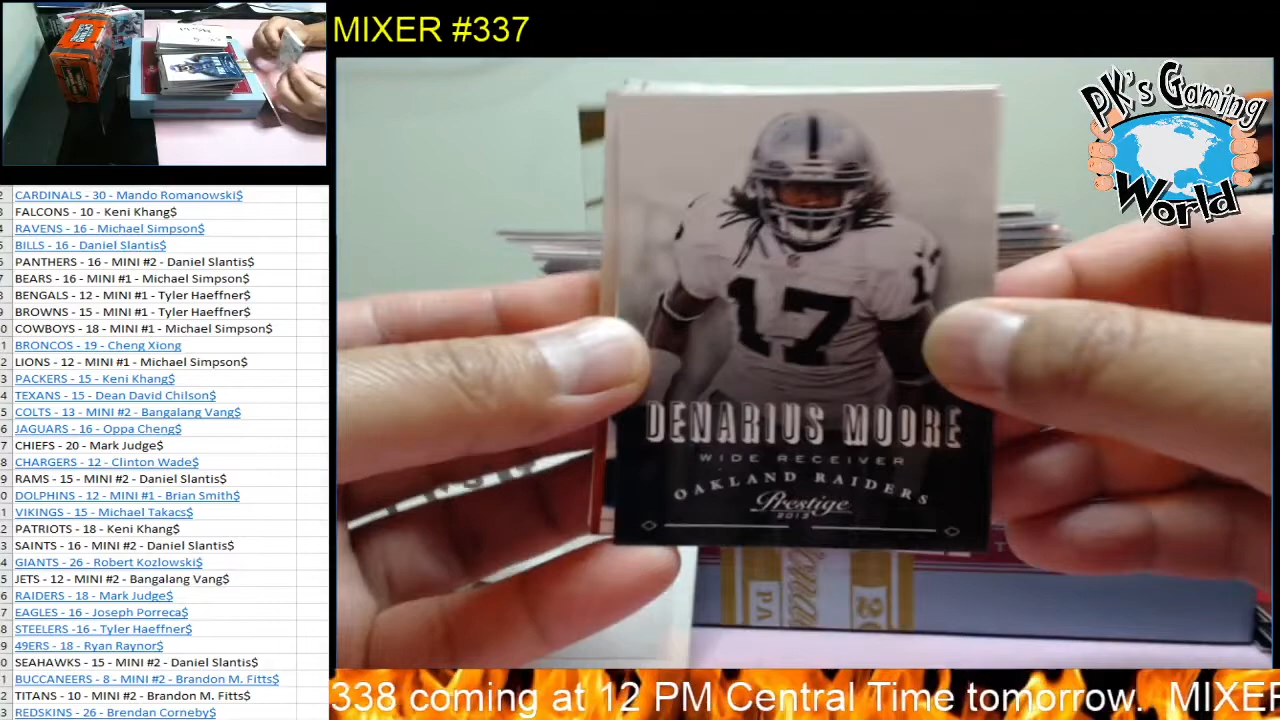 MIXER #337
PK's Gaming
World
CARDINALS - 30 - Mando Romanowski$
FALCONS - 10 - Keni Khang$
RAVENS - 16 - Michael Simpson$
BILLS - 16 - Daniel Slantis$
PANTHERS - 16 - MINI #2 - Daniel Slantis$
BEARS - 16 - MINI #1 - Michael Simpson$
BENGALS - 12 - MINI #1 - Tyler Haeffner$
BROWNS - 15 - MINI #1 - Tyler Haeffner$
COWBOYS - 18 - MINI #1 - Michael Simpson$
BRONCOS - 19 - Cheng Xiong
LIONS - 12 - MINI #1 - Michael Simpson$
PACKERS - 15 - Keni Khang$
TEXANS - 15 - Dean David Chilson$
COLTS - 13 - MINI #2 - Bangalang Vang$
JAGUARS - 16 - Oppa Cheng$
CHIEFS - 20 - Mark Judge$
CHARGERS - 12 - Clinton Wade$
RAMS - 15 - MINI #2 - Daniel Slantis$
DOLPHINS - 12 - MINI #1 - Brian Smith$
VIKINGS - 15 - Michael Takacs$
PATRIOTS - 18 - Keni Khang$
SAINTS - 16 - MINI #2 - Daniel Slantis$
GIANTS - 26 - Robert Kozlowski$
JETS - 12 - MINI #2 - Bangalang Vang$
RAIDERS - 18 - Mark Judge$
EAGLES - 16 - Joseph Porreca$
STEELERS -16 - Tyler Haeffner$
49ERS - 18 - Ryan Raynor$
SEAHAWKS - 15 - MINI #2 - Daniel Slantis$
BUCCANEERS - 8 - MINI #2 - Brandon M. Fitts$
TITANS - 10 - MINI #2 - Brandon M. Fitts$
REDSKINS - 26 - Brendan Corneby$
17
DENARIUS MOORE
WIDE RECEIVER
OAKLAND RAIDERS
Prestige
2013
338 coming at 12 PM Central Time tomorrow. MIXER